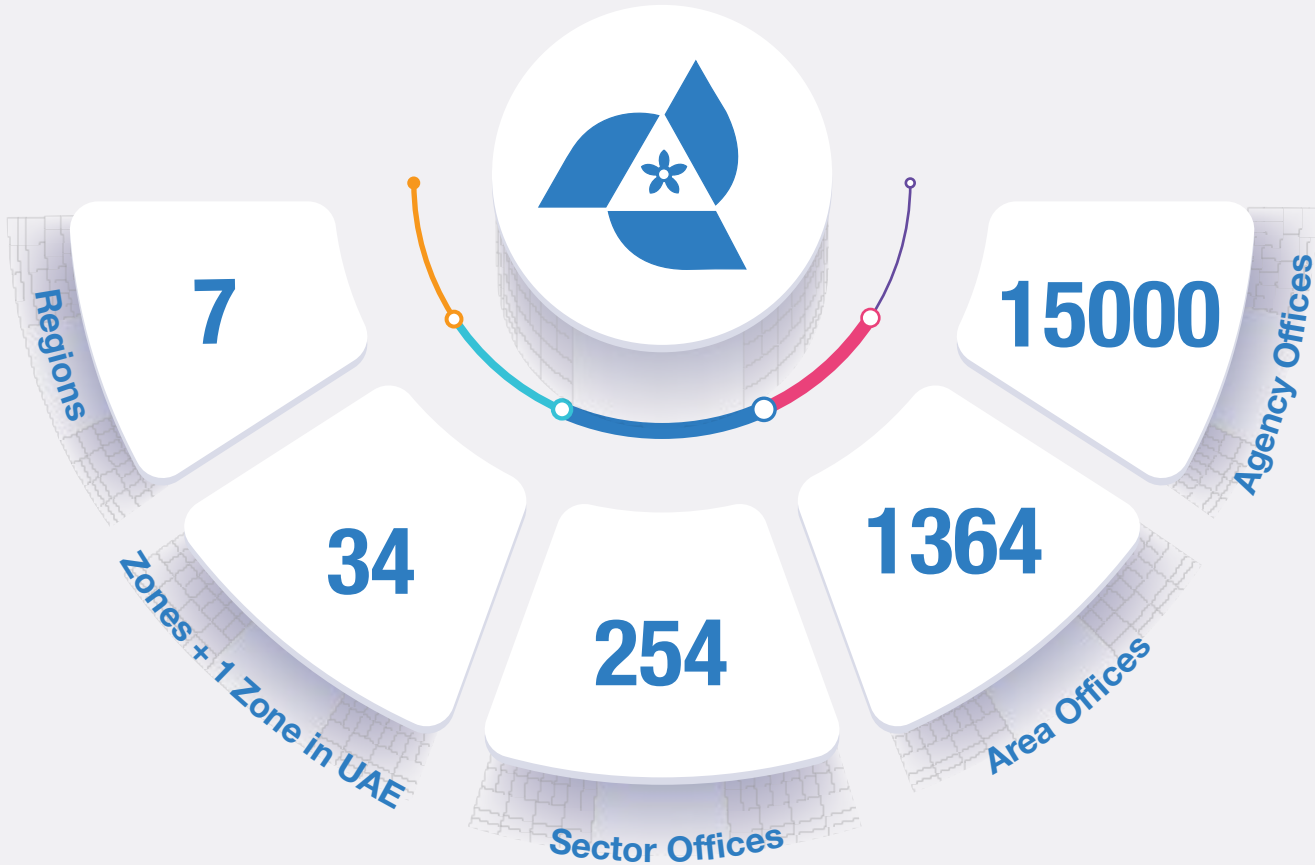 7
Regions
34
Zones + 1 Zone in UAE
254
Sector Offices
1364
Area Offices
15000
Agency Offices